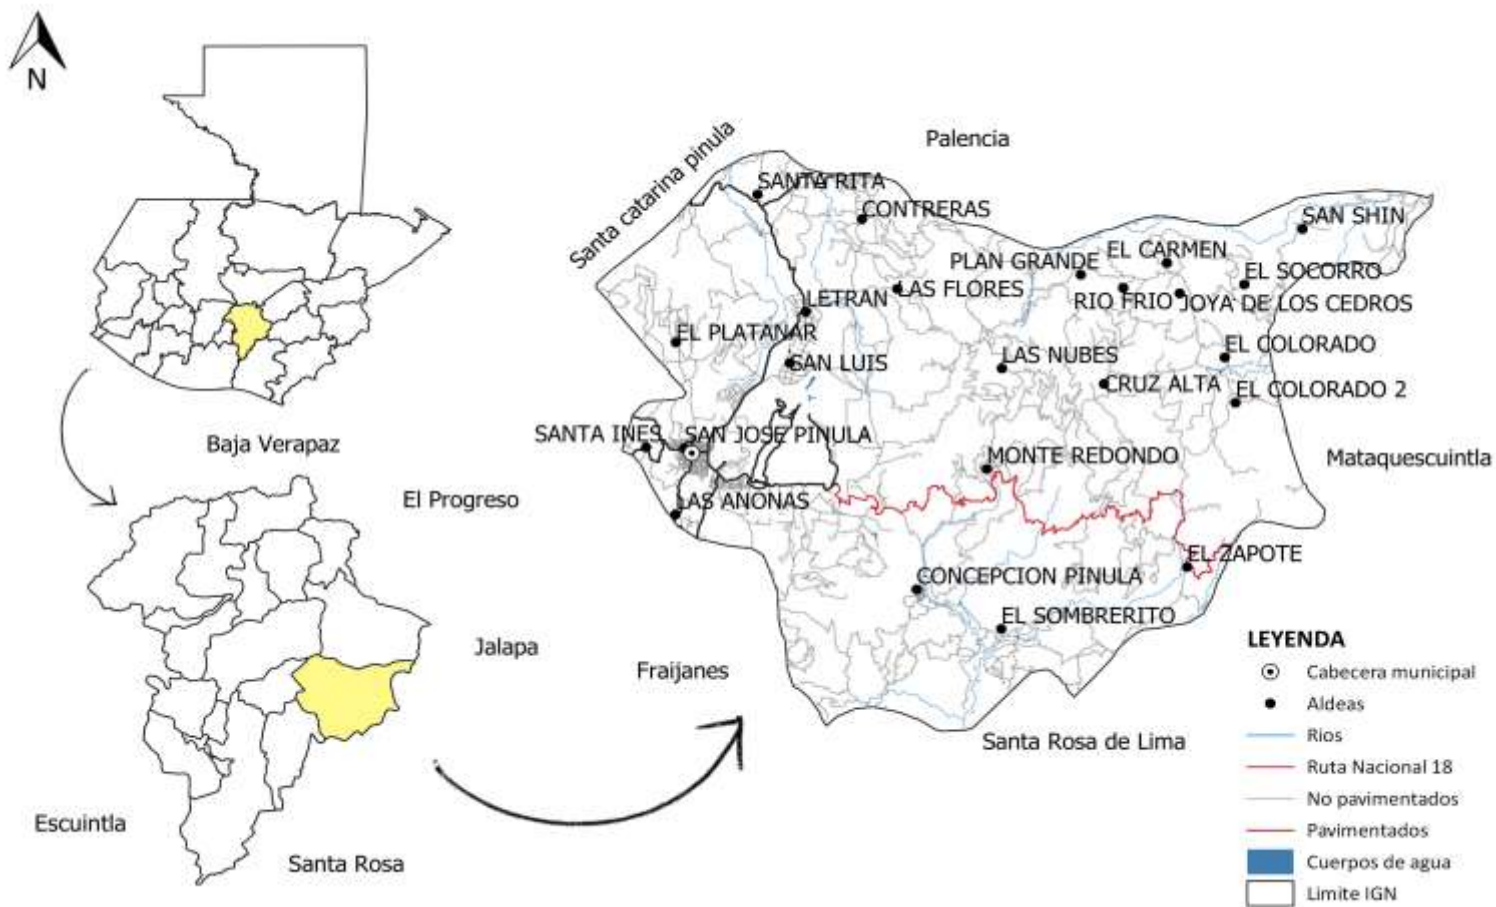 N
Palencia
Santa catarina pinula
SANTA RITA
CONTRERAS
SAN SHIN
EL CARMEN
PLAN GRANDE
EL SOCORRO
LAS FLORES
RIO FRIO
JOYA DE LOS CEDROS
LETRAN
EL PLATANAR
SAN LUIS
LAS NUBES
EL COLORADO
CRUZ ALTA
EL COLORADO 2
SANTA INES
SAN JOSE PINULA
MONTE REDONDO
Mataquescuintla
LAS ANONAS
EL ZAPOTE
CONCEPCION PINULA
EL SOMBRERITO
Fraijanes
Santa Rosa de Lima
Baja Verapaz
El Progreso
Jalapa
Escuintla
Santa Rosa
LEYENDA
Cabecera municipal
Aldeas
Rios
Ruta Nacional 18
No pavimentados
Pavimentados
Cuerpos de agua
Limite IGN